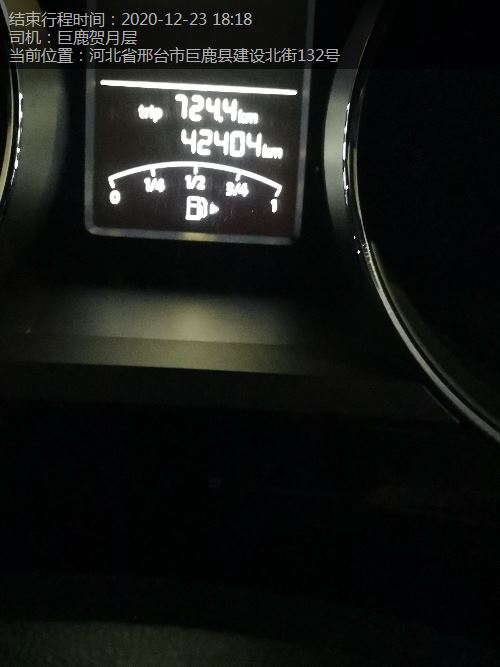 结束行程时间：2020-12-23 18:18
司机：巨鹿贺月层
当前位置：河北省邢台市巨鹿县建设北街132号
trip 724.4km
42404km
0 1/4 1/2 3/4 1